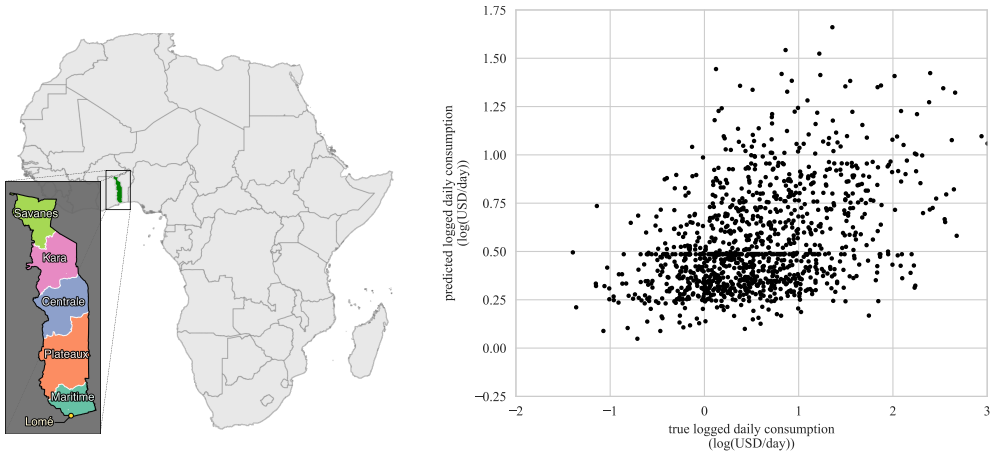 Savanes
Kara
Centrale
Plateaux
Maritime
Lomé
predicted logged daily consumption
(log(USD/day))
1.75
1.50
1.25
1.00
0.75
0.50
0.25
0.00
−0.25
−2
−1
0
1
2
3
true logged daily consumption
(log(USD/day))